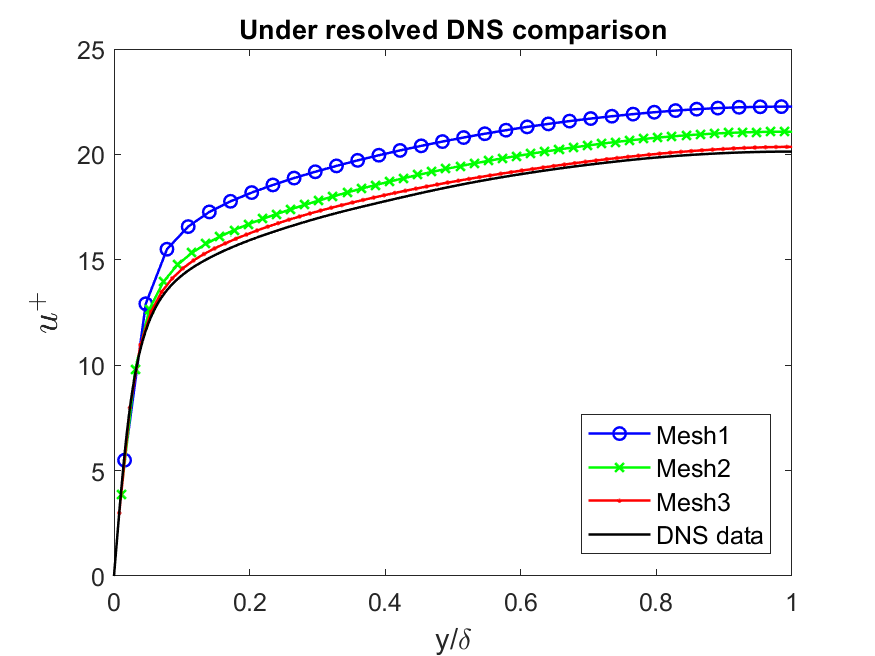 Under resolved DNS comparison
25
20
15
10
5
0
u+
0 0.2 0.4 0.6 0.8 1
y/δ
Mesh1
Mesh2
Mesh3
DNS data